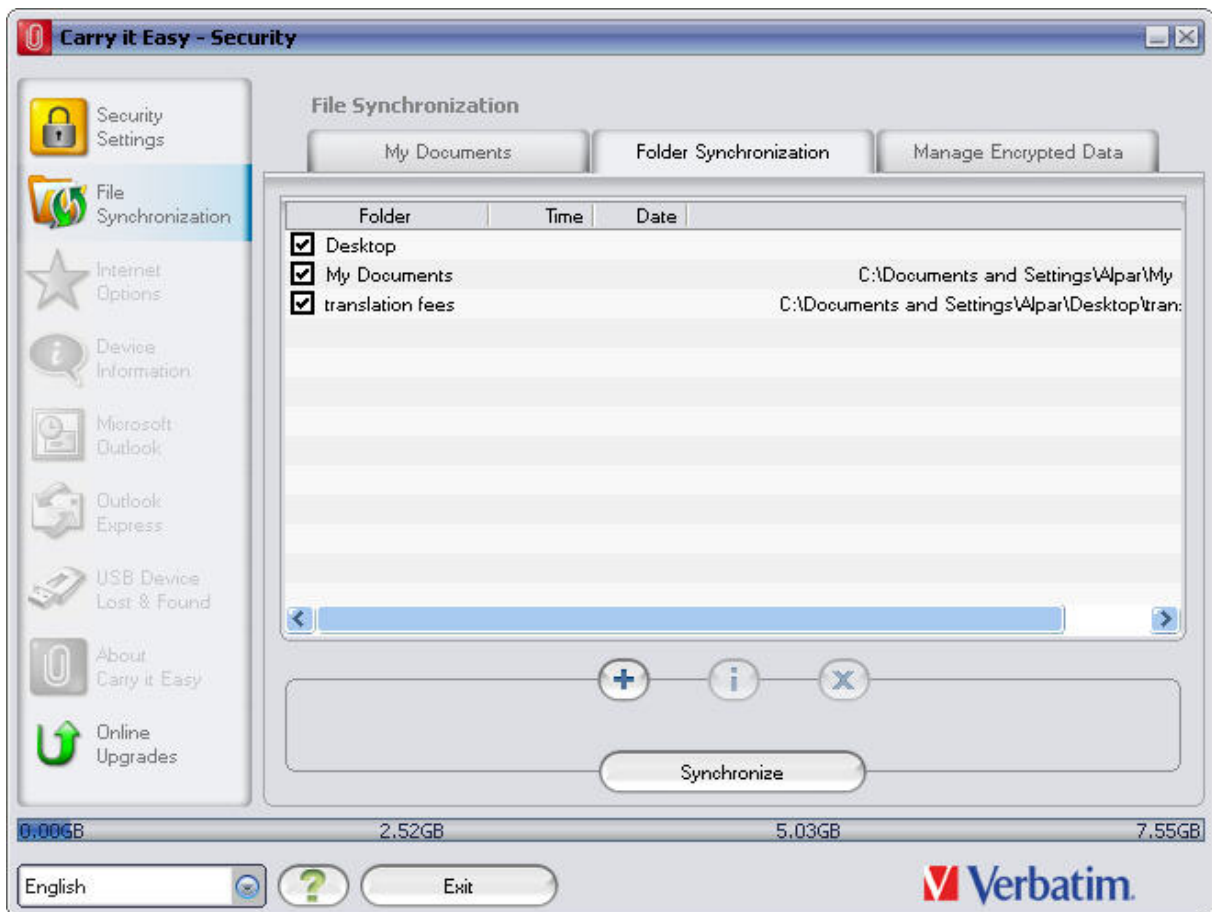 Carry it Easy - Security
Security
Settings
File
Synchronization
Internet
Options
Device
Information
Microsoft
Outlook
Outlook
Express
USB Device
Lost & Found
About
Carry it Easy
Online
Upgrades
File Synchronization
My Documents
Folder Synchronization
Manage Encrypted Data
Folder Time Date
Desktop
My Documents C:\Documents and Settings\Alpar\My
translation fees C:\Documents and Settings\Alpar\Desktop\trans
Synchronize
0.00GB 2.52GB 5.03GB 7.55GB
English
Exit
Verbatim.